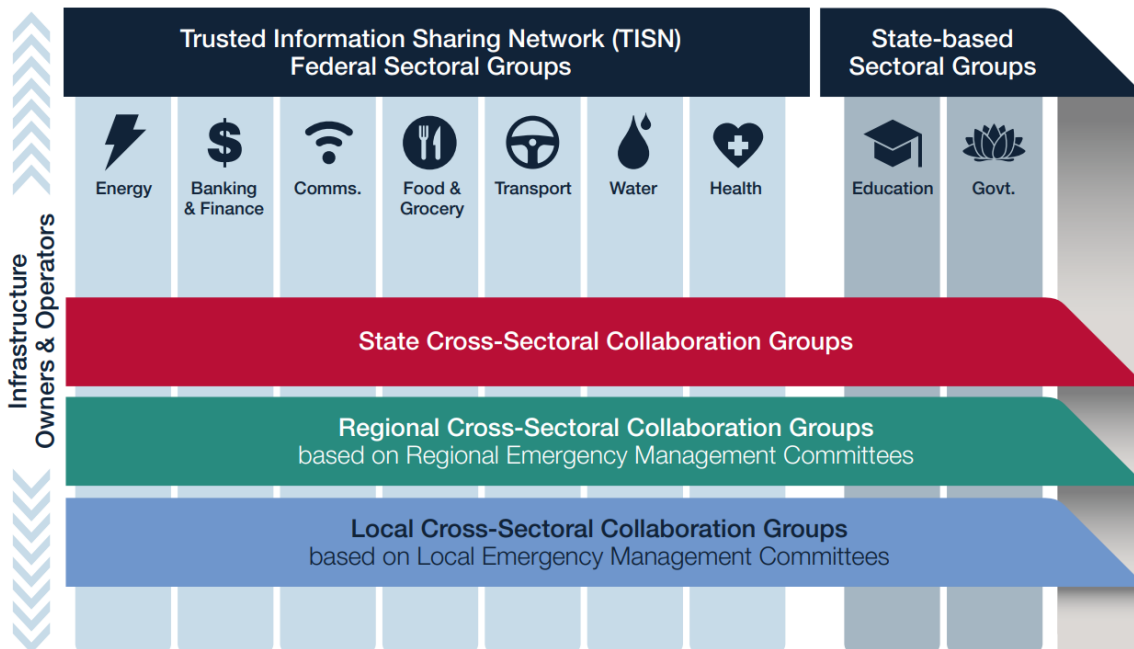 Trusted Information Sharing Network (TISN)
Federal Sectoral Groups
State-based
Sectoral Groups
Energy
Banking
& Finance
Comms.
Food &
Grocery
Transport
Water
Health
Education
Govt.
Infrastructure
Owners & Operators
State Cross-Sectoral Collaboration Groups
Regional Cross-Sectoral Collaboration Groups
based on Regional Emergency Management Committees
Local Cross-Sectoral Collaboration Groups
based on Local Emergency Management Committees